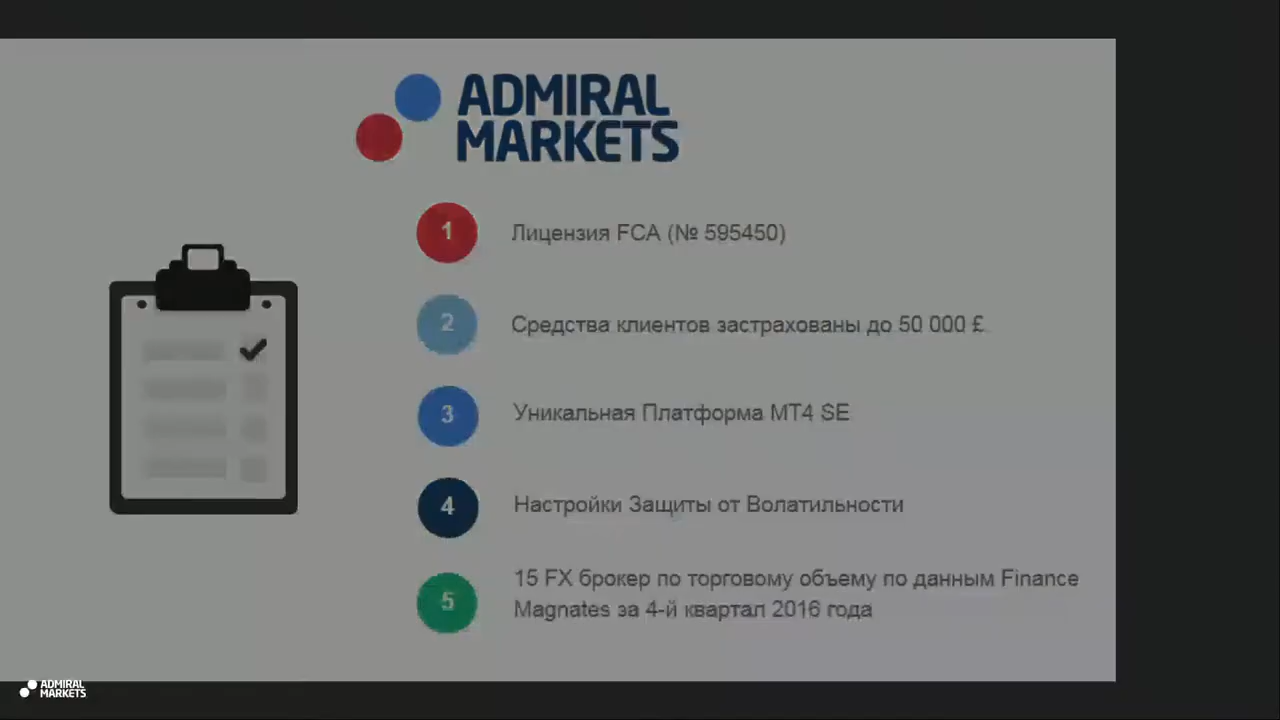 ADMIRAL
MARKETS
1 Лицензия FCA (№ 595450)
2 Средства клиентов застрахованы до 50 000 £
3 Уникальная Платформа MT4 SE
4 Настройки Защиты от Волатильности
5 15 FX брокер по торговому объему по данным Finance
Magnates за 4-й квартал 2016 года
ADMIRAL
MARKETS